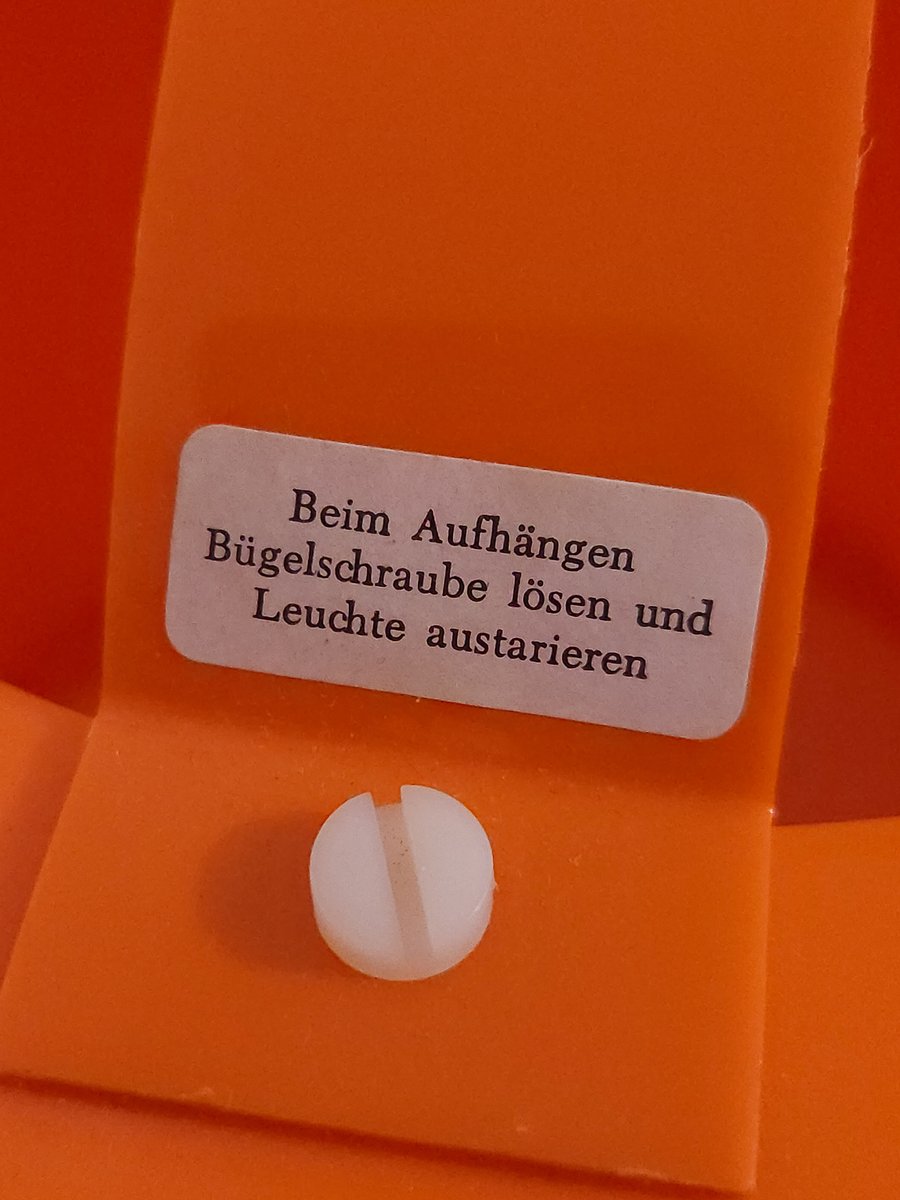 Beim Aufhängen
Bügelschraube lösen und
Leuchte austarieren